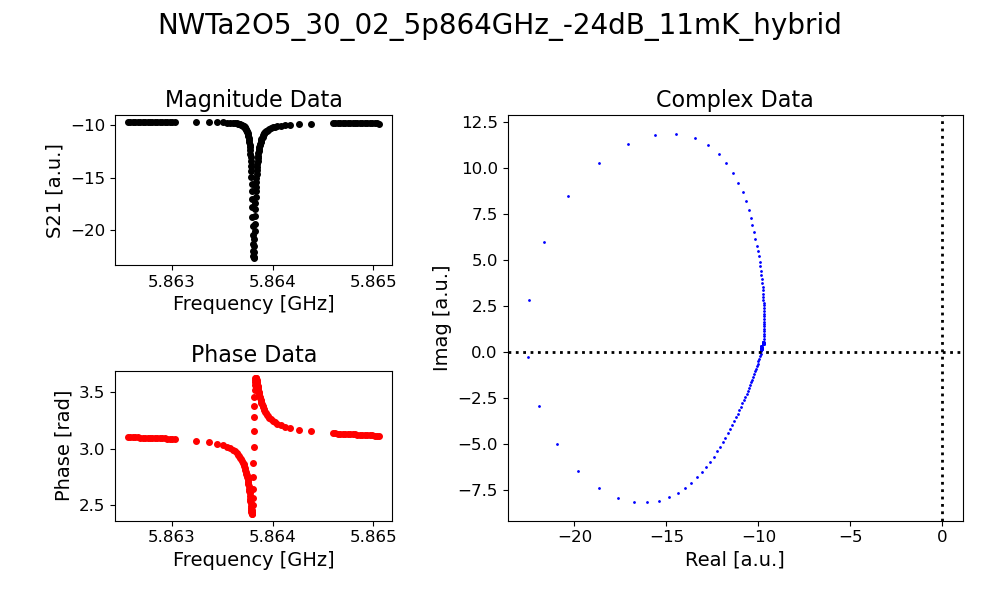 NWTa2O5_30_02_5p864GHz_-24dB_11mK_hybrid
Magnitude Data
S21 [a.u.]
−10
−15
−20
5.863
5.864
5.865
Frequency [GHz]
Phase Data
Phase [rad]
3.5
3.0
2.5
5.863
5.864
5.865
Frequency [GHz]
Complex Data
Imag [a.u.]
12.5
10.0
7.5
5.0
2.5
0.0
−2.5
−5.0
−7.5
−20
−15
−10
−5
0
Real [a.u.]